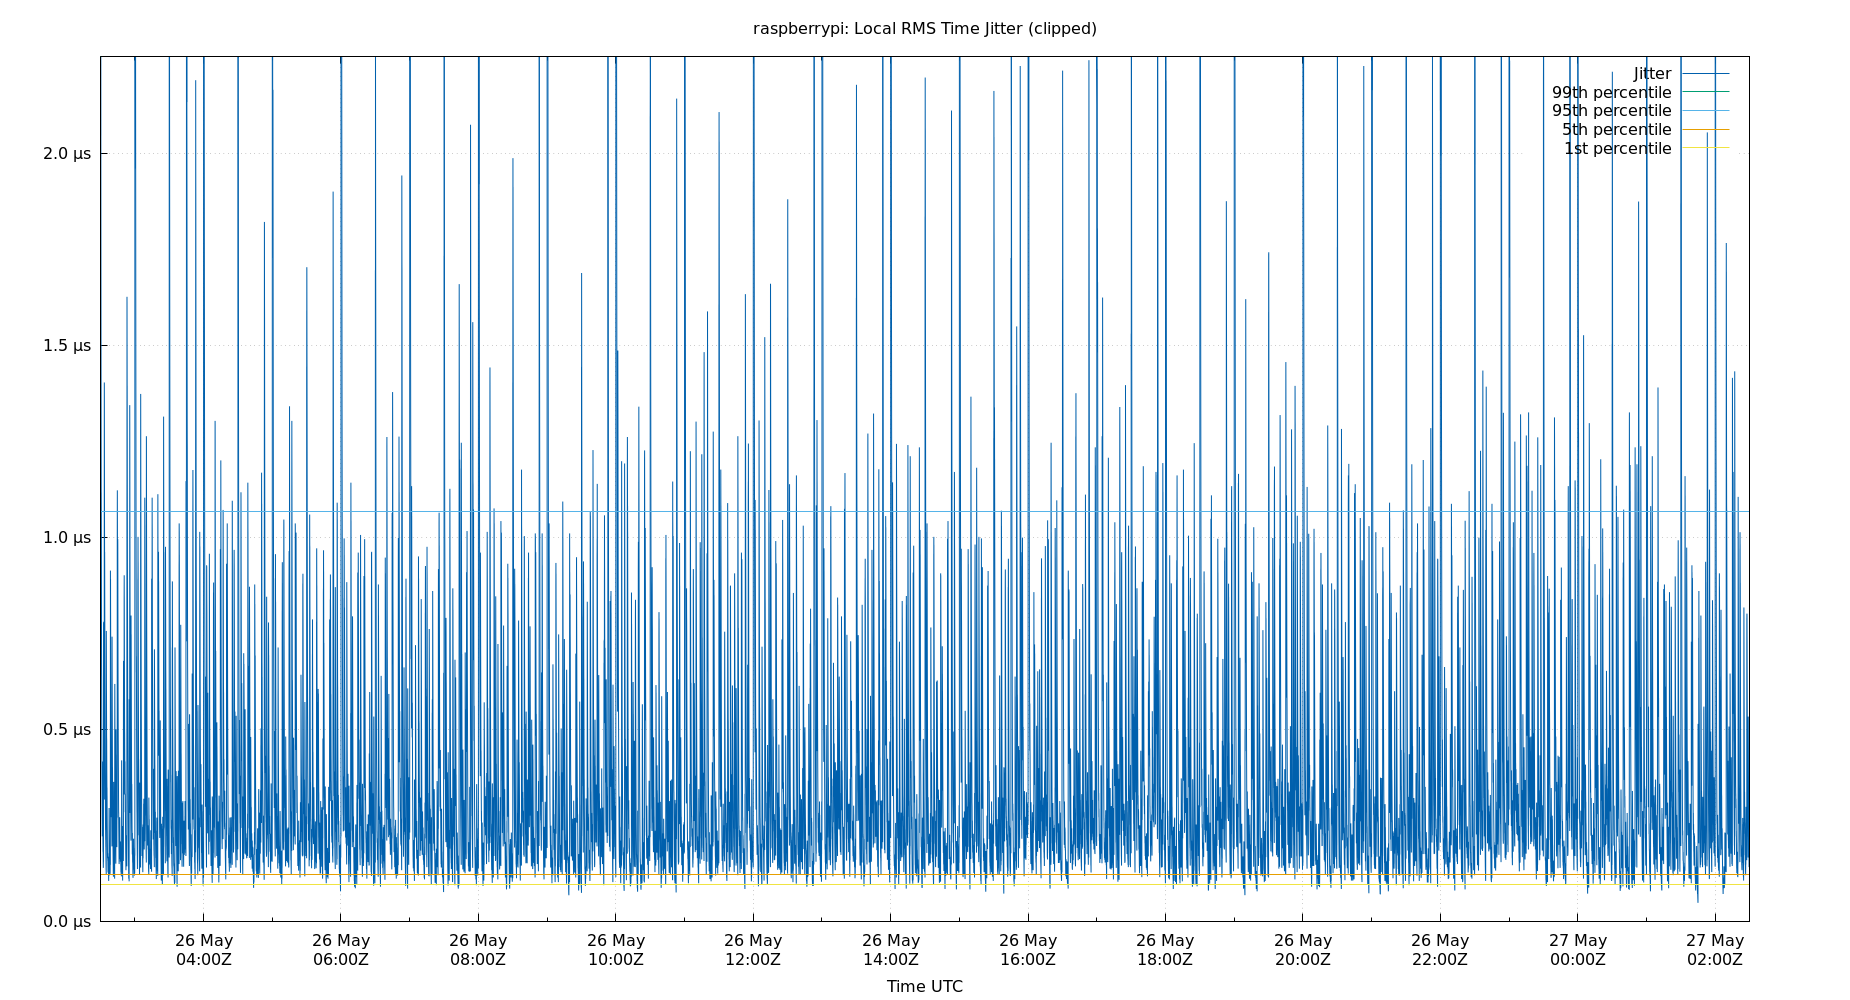 raspberrypi: Local RMS Time Jitter (clipped)
Jitter
99th percentile
95th percentile
5th percentile
1st percentile
2.0 µs
1.5 µs
1.0 µs
0.5 µs
0.0 µs
26 May 26 May 26 May 26 May 26 May 26 May 26 May 26 May 26 May 26 May 27 May 27 May
04:00Z 06:00Z 08:00Z 10:00Z 12:00Z 14:00Z 16:00Z 18:00Z 20:00Z 22:00Z 00:00Z 02:00Z
Time UTC